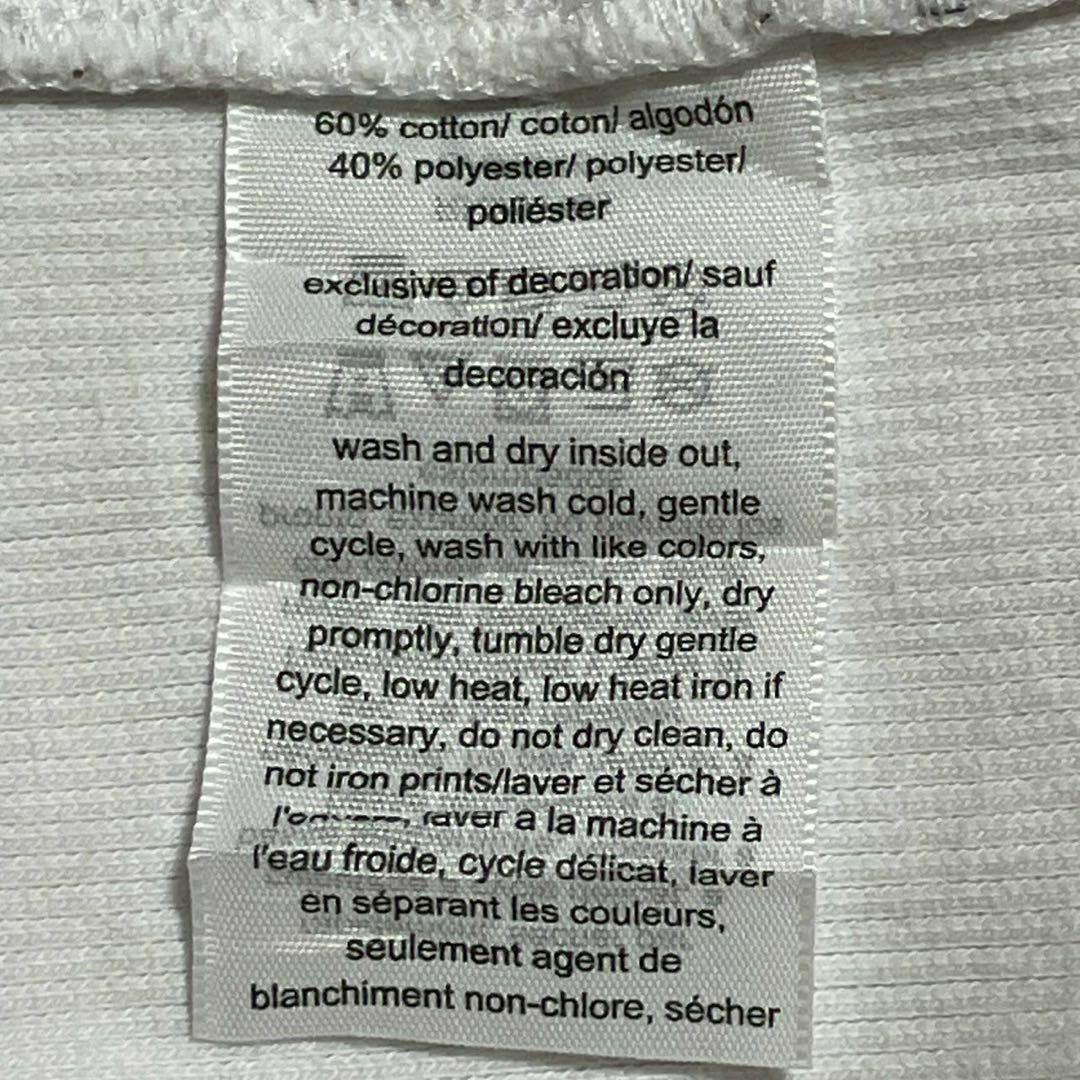 60% cotton/ coton/ algodón
40% polyester/ polyester/
poliéster
exclusive of decoration/ sauf
décoration/ excluye la
decoración
wash and dry inside out,
machine wash cold, gentle
cycle, wash with like colors,
non-chlorine bleach only, dry
promptly, tumble dry gentle
cycle, low heat, low heat iron if
necessary, do not dry clean, do
not iron prints/laver et sécher à
laver a la machine à
l'eau froide, cycle délicat, laver
en séparant les couleurs,
seulement agent de
blanchiment non-chlore, sécher